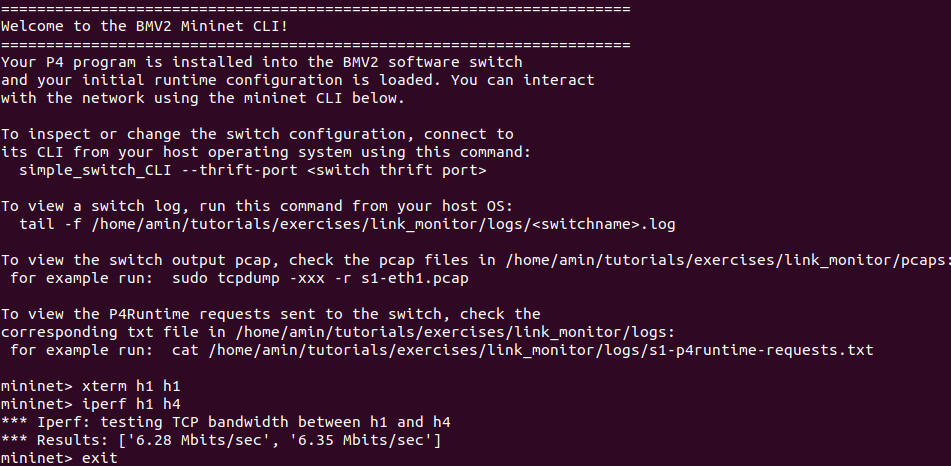 ======================================================================
Welcome to the BMV2 Mininet CLI!
======================================================================
Your P4 program is installed into the BMV2 software switch
and your initial runtime configuration is loaded. You can interact
with the network using the mininet CLI below.
To inspect or change the switch configuration, connect to
its CLI from your host operating system using this command:
  simple_switch_CLI --thrift-port <switch thrift port>
To view a switch log, run this command from your host OS:
  tail -f /home/amin/tutorials/exercises/link_monitor/logs/<switchname>.log
To view the switch output pcap, check the pcap files in /home/amin/tutorials/exercises/link_monitor/pcaps:
 for example run:  sudo tcpdump -xxx -r s1-eth1.pcap
To view the P4Runtime requests sent to the switch, check the
corresponding txt file in /home/amin/tutorials/exercises/link_monitor/logs:
 for example run:  cat /home/amin/tutorials/exercises/link_monitor/logs/s1-p4runtime-requests.txt
mininet> xterm h1 h1
mininet> iperf h1 h4
*** Iperf: testing TCP bandwidth between h1 and h4
*** Results: ['6.28 Mbits/sec', '6.35 Mbits/sec']
mininet> exit